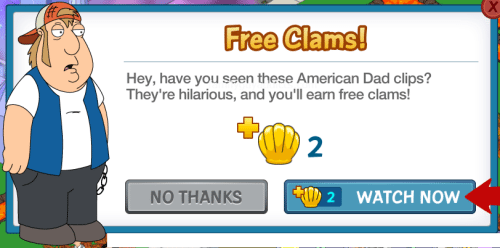 Free Clams!
Hey, have you seen these American Dad clips?
They're hilarious, and you'll earn free clams!
+ 2
NO THANKS
+ 2 WATCH NOW
X